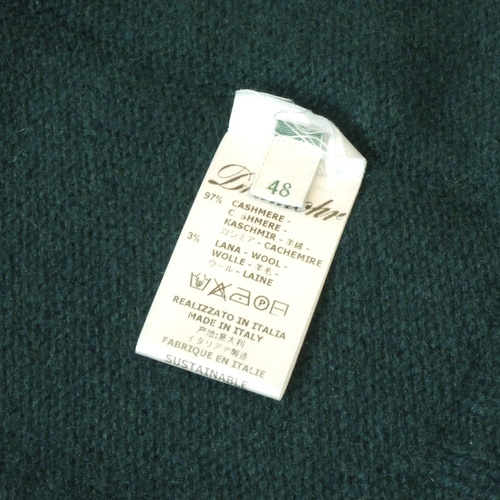 48
97% CASHMERE -
CASHMERE -
KASCHMIR - 羊绒 -
カシミア - CACHEMIRE
3% LANA - WOOL -
WOLLE - 羊毛 -
ウール - LAINE
REALIZZATO IN ITALIA
MADE IN ITALY
产地:意大利
イタリア製造
FABRIQUE EN ITALIE
SUSTAINABLE